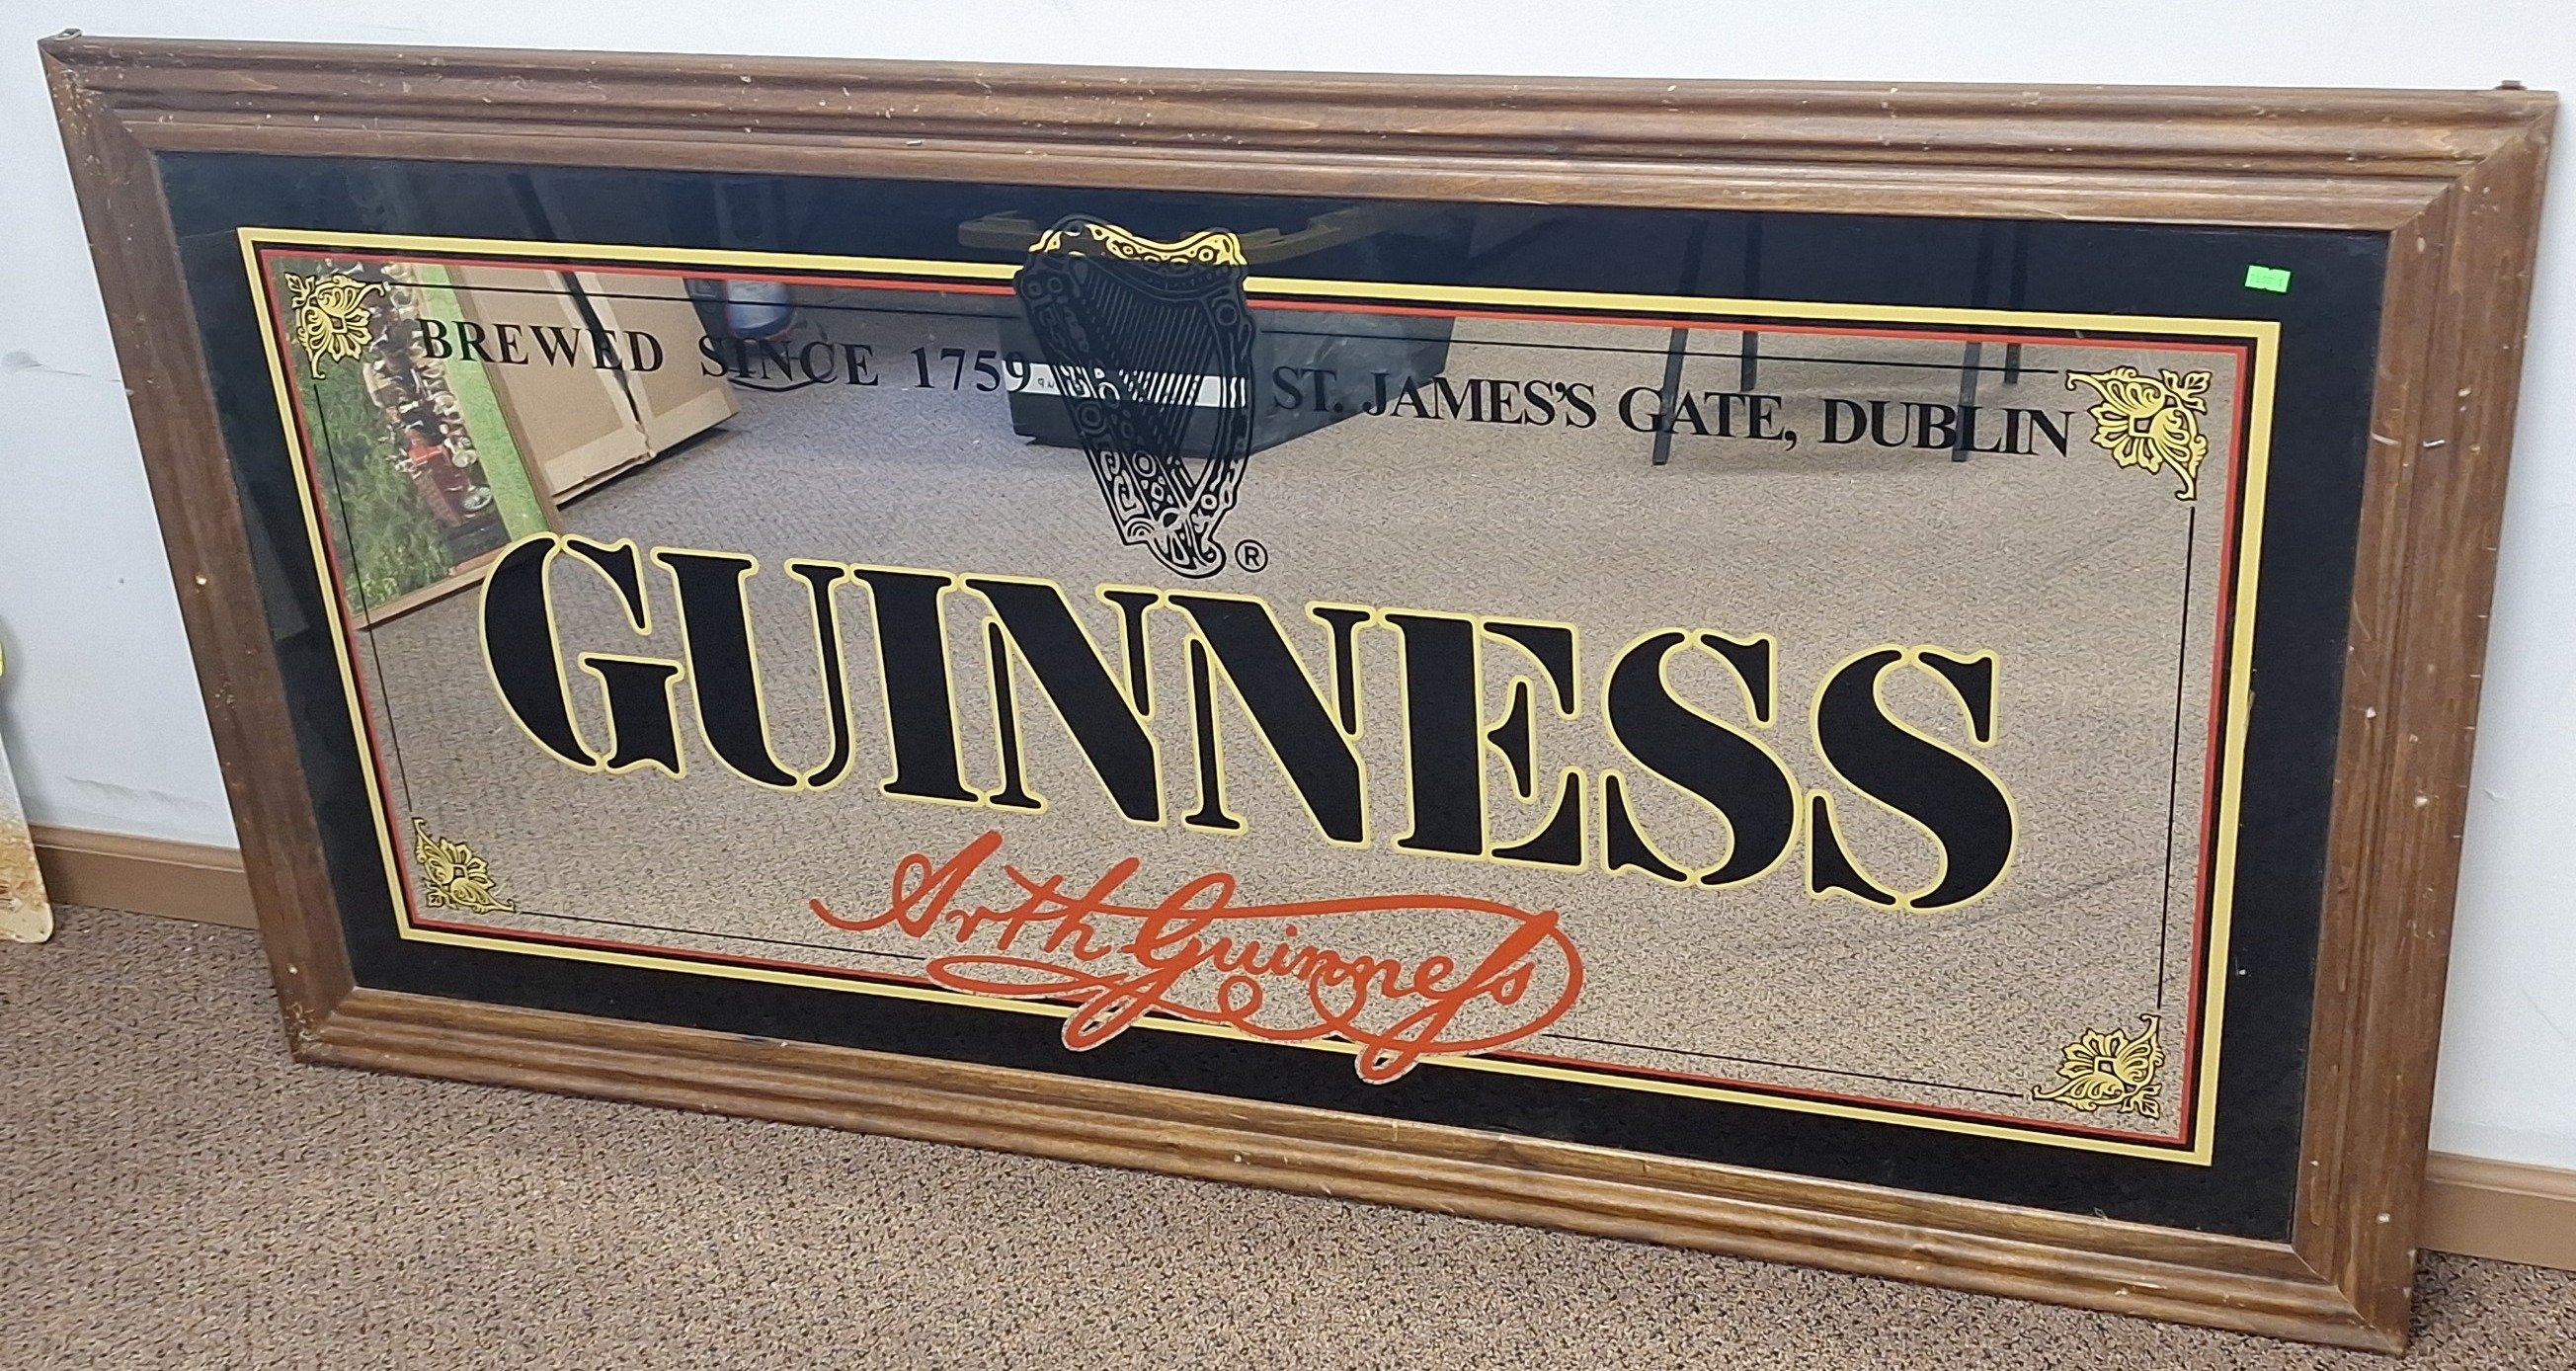 BREWED SINCE 1759 ST. JAMES'S GATE, DUBLIN
®
GUINNESS
Arth Guinness